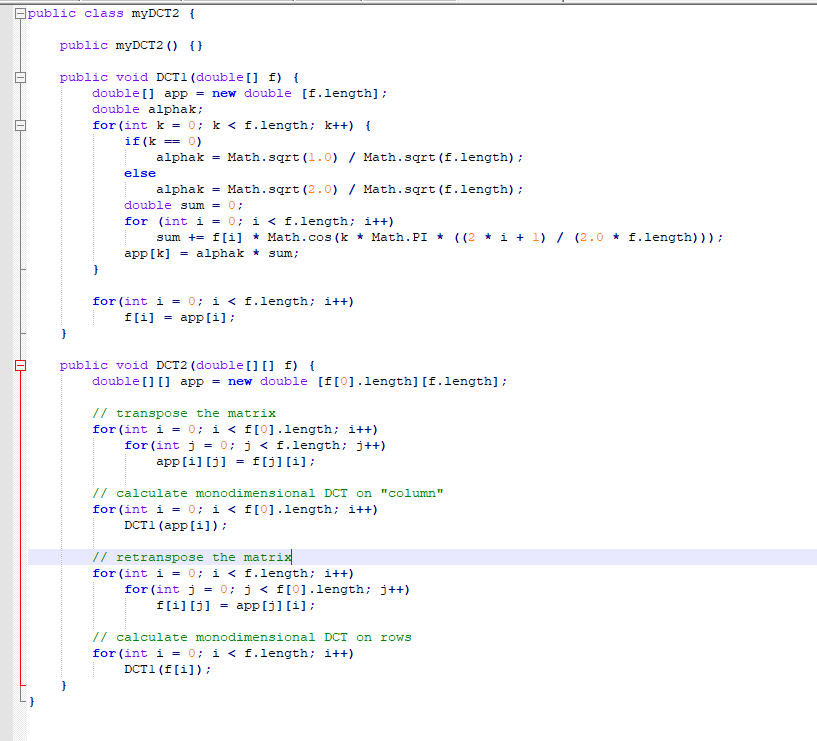 public class myDCT2 {
public myDCT2() {}
public void DCT1(double[] f) {
double[] app = new double [f.length];
double alphak;
for(int k = 0; k < f.length; k++) {
if(k == 0)
alphak = Math.sqrt(1.0) / Math.sqrt(f.length);
else
alphak = Math.sqrt(2.0) / Math.sqrt(f.length);
double sum = 0;
for (int i = 0; i < f.length; i++)
sum += f[i] * Math.cos(k * Math.PI * ((2 * i + 1) / (2.0 * f.length)));
app[k] = alphak * sum;
}
for(int i = 0; i < f.length; i++)
f[i] = app[i];
}
public void DCT2(double[][] f) {
double[][] app = new double [f[0].length][f.length];
// transpose the matrix
for(int i = 0; i < f[0].length; i++)
for(int j = 0; j < f.length; j++)
app[i][j] = f[j][i];
// calculate monodimensional DCT on "column"
for(int i = 0; i < f[0].length; i++)
DCT1(app[i]);
// retranspose the matrix
for(int i = 0; i < f.length; i++)
for(int j = 0; j < f[0].length; j++)
f[i][j] = app[j][i];
// calculate monodimensional DCT on rows
for(int i = 0; i < f.length; i++)
DCT1(f[i]);
}
}